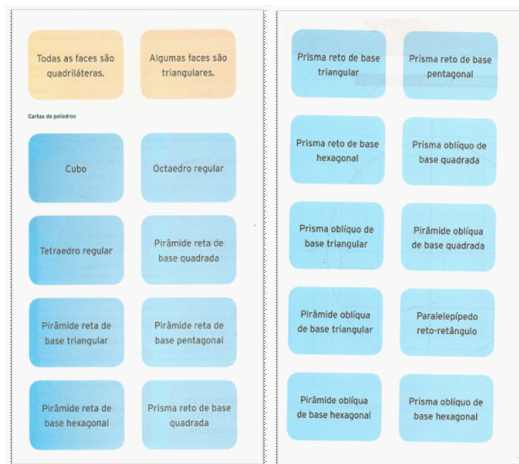 Todas as faces são
quadriláteras.
Algumas faces são
triangulares.
Cartas de poliedros
Cubo
Octaedro regular
Tetraedro regular
Pirâmide reta de
base quadrada
Pirâmide reta de
base triangular
Pirâmide reta de
base pentagonal
Pirâmide reta de
base hexagonal
Prisma reto de base
quadrada
Prisma reto de base
triangular
Prisma reto de base
pentagonal
Prisma reto de base
hexagonal
Prisma oblíquo de
base quadrada
Prisma oblíquo de
base triangular
Pirâmide oblíqua
de base quadrada
Pirâmide oblíqua
de base triangular
Paralelepípedo
reto-retângulo
Pirâmide oblíqua
de base hexagonal
Prisma oblíquo de
base hexagonal